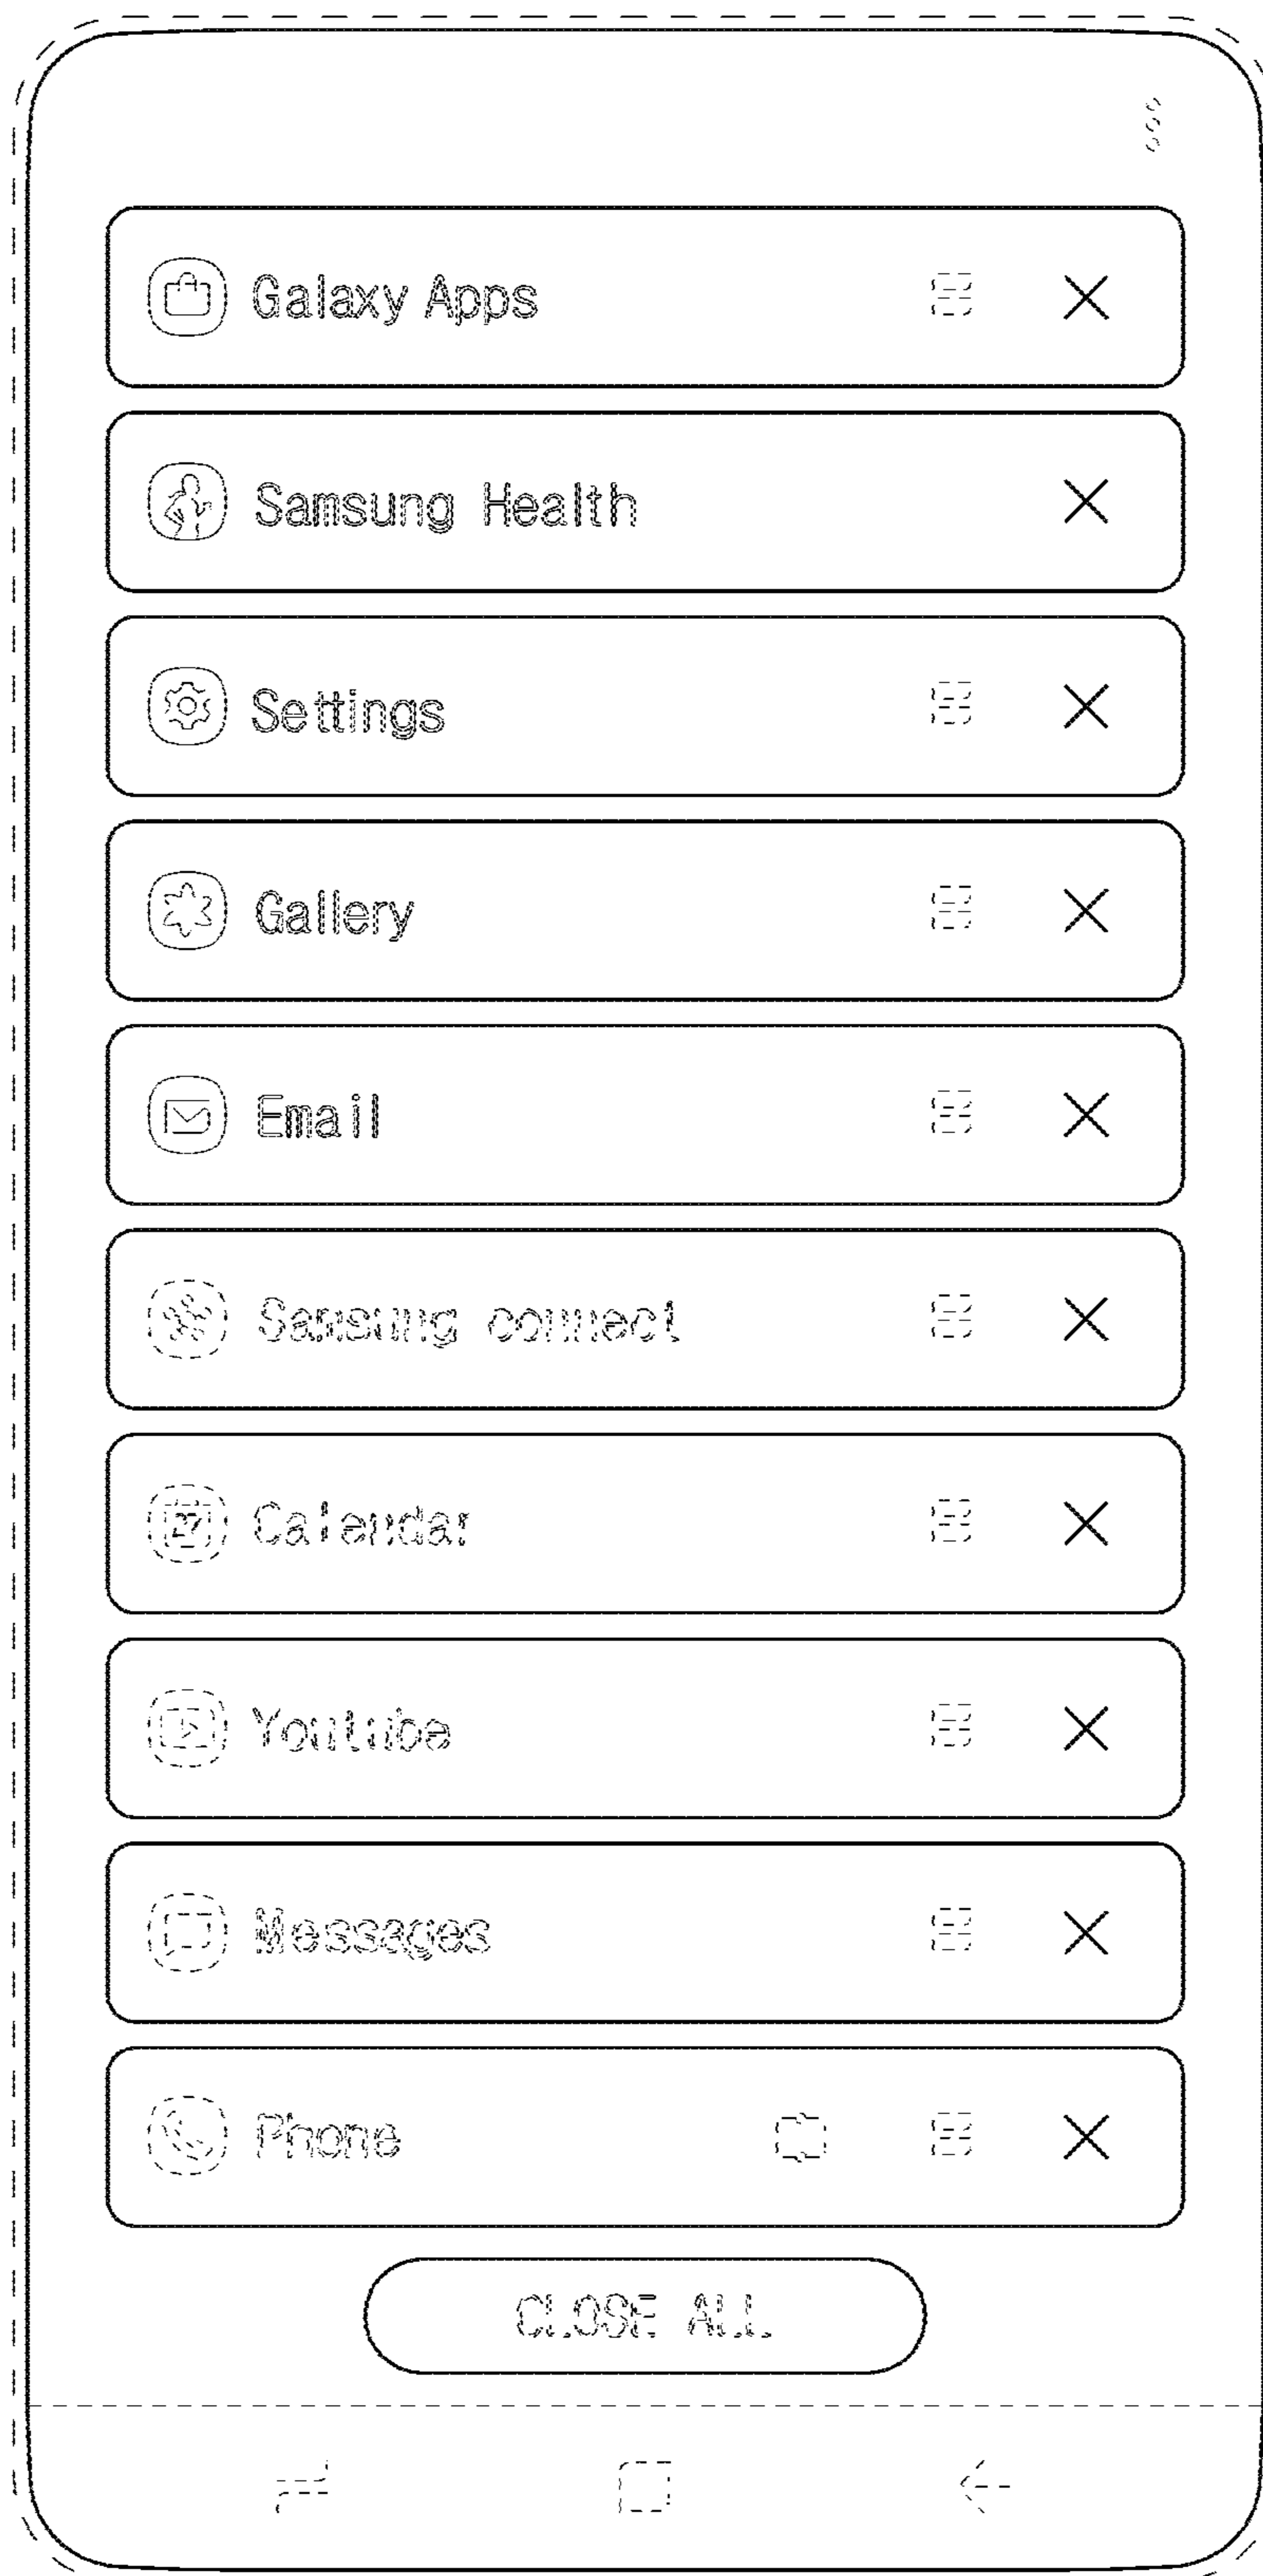 Galaxy Apps
Samsung Health
Settings
Gallery
Email
Samsung connect
Calendar
Youtube
Messages
Phone
CLOSE ALL